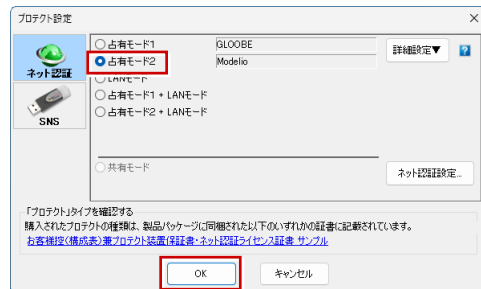 プロテクト設定
ネット認証
SNS
占有モード1 GLOOBE
占有モード2 Modelio
LANモード
占有モード1 + LANモード
占有モード2 + LANモード
共有モード
詳細設定▼
?
ネット認証設定...
「プロテクト」タイプを確認する
購入されたプロテクトの種類は、製品パッケージに同梱された以下のいずれかの証書に記載されています。
お客様控(構成表)兼プロテクト装置保証書・ネット認証ライセンス証書 サンプル
OK キャンセル